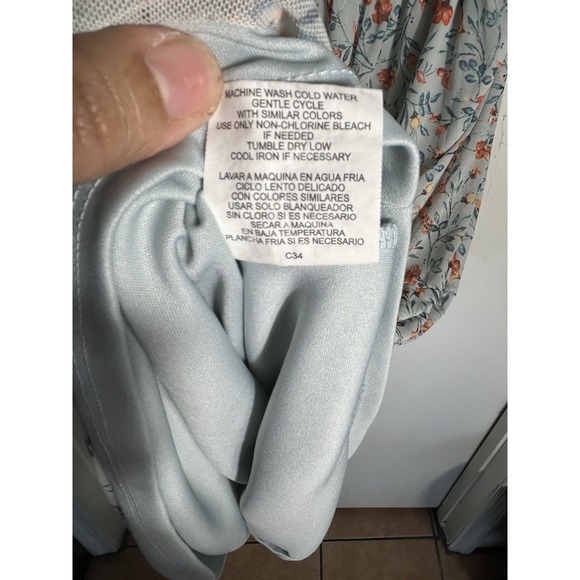 MACHINE WASH COLD WATER
GENTLE CYCLE
WITH SIMILAR COLORS
USE ONLY NON-CHLORINE BLEACH
IF NEEDED
TUMBLE DRY LOW
COOL IRON IF NECESSARY
LAVAR A MAQUINA EN AGUA FRIA
CICLO LENTO DELICADO
CON COLORES SIMILARES
USAR SOLO BLANQUEADOR
SIN CLORO SI ES NECESARIO
SECAR A MAQUINA
EN BAJA TEMPERATURA
PLANCHA FRIA SI ES NECESARIO
C34